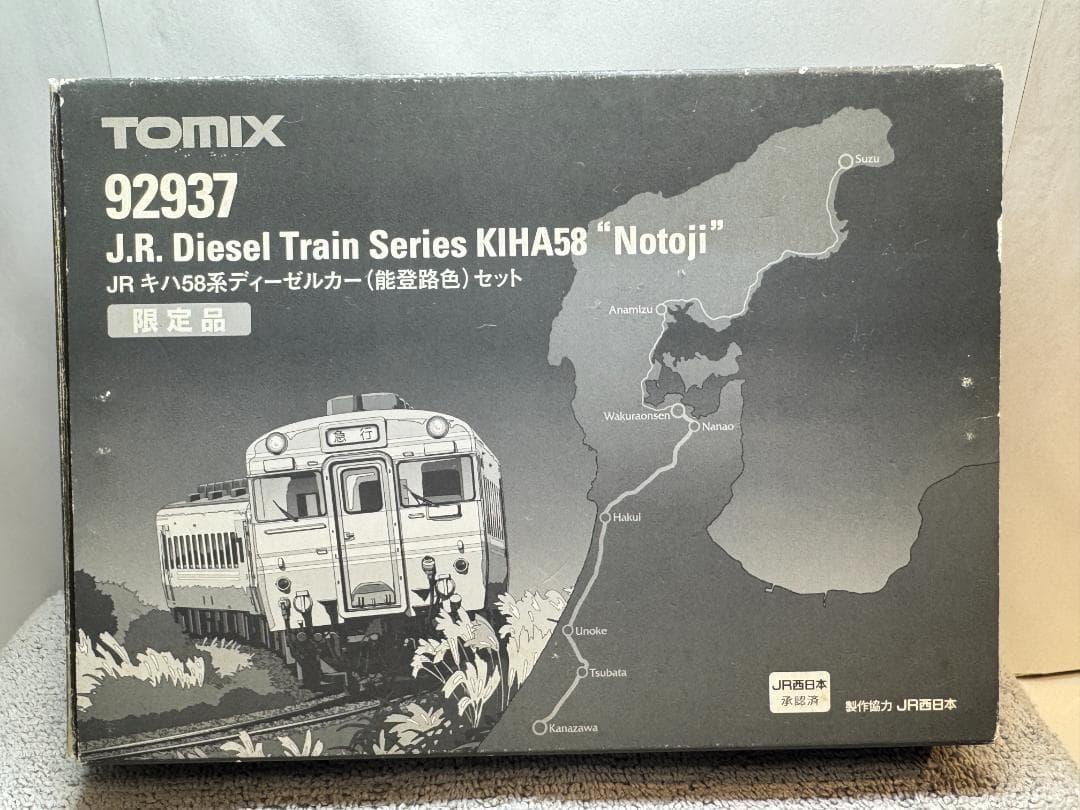 TOMIX
92937
J.R. Diesel Train Series KIHA58 “Notoji”
JR キハ58系ディーゼルカー(能登路色)セット
限定品
Suzu
Anamizu
Wakuraonsen
Nanao
急行
Hakui
Unoke
Tsubata
Kanazawa
JR西日本
承認済
製作協力 JR西日本